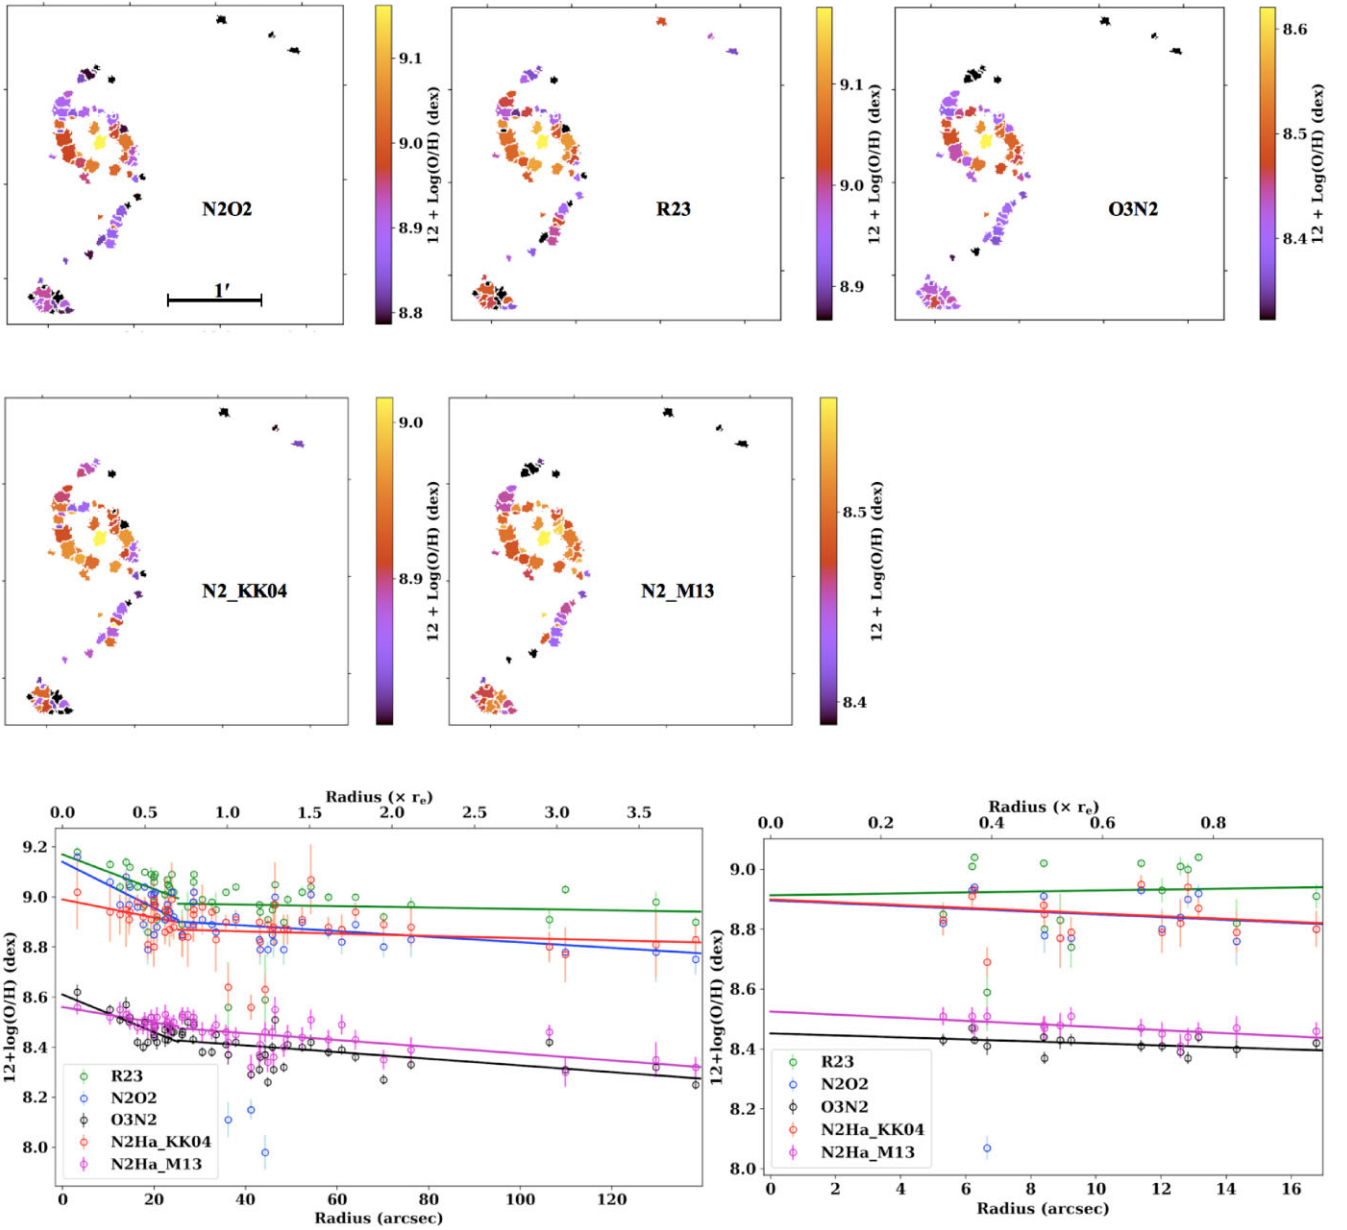 N2O2
1′
9.1
9.0
8.9
8.8
12 + Log(O/H) (dex)
R23
9.1
9.0
8.9
12 + Log(O/H) (dex)
O3N2
8.6
8.5
8.4
12 + Log(O/H) (dex)
N2_KK04
9.0
8.9
12 + Log(O/H) (dex)
N2_M13
8.5
8.4
12 + Log(O/H) (dex)
Radius (× re)
0.0 0.5 1.0 1.5 2.0 2.5 3.0 3.5
12+log(O/H) (dex)
9.2
9.0
8.8
8.6
8.4
8.2
8.0
R23
N2O2
O3N2
N2Ha_KK04
N2Ha_M13
0 20 40 60 80 100 120
Radius (arcsec)
Radius (× re)
0.0 0.2 0.4 0.6 0.8
12+log(O/H) (dex)
9.0
8.8
8.6
8.4
8.2
8.0
R23
N2O2
O3N2
N2Ha_KK04
N2Ha_M13
0 2 4 6 8 10 12 14 16
Radius (arcsec)